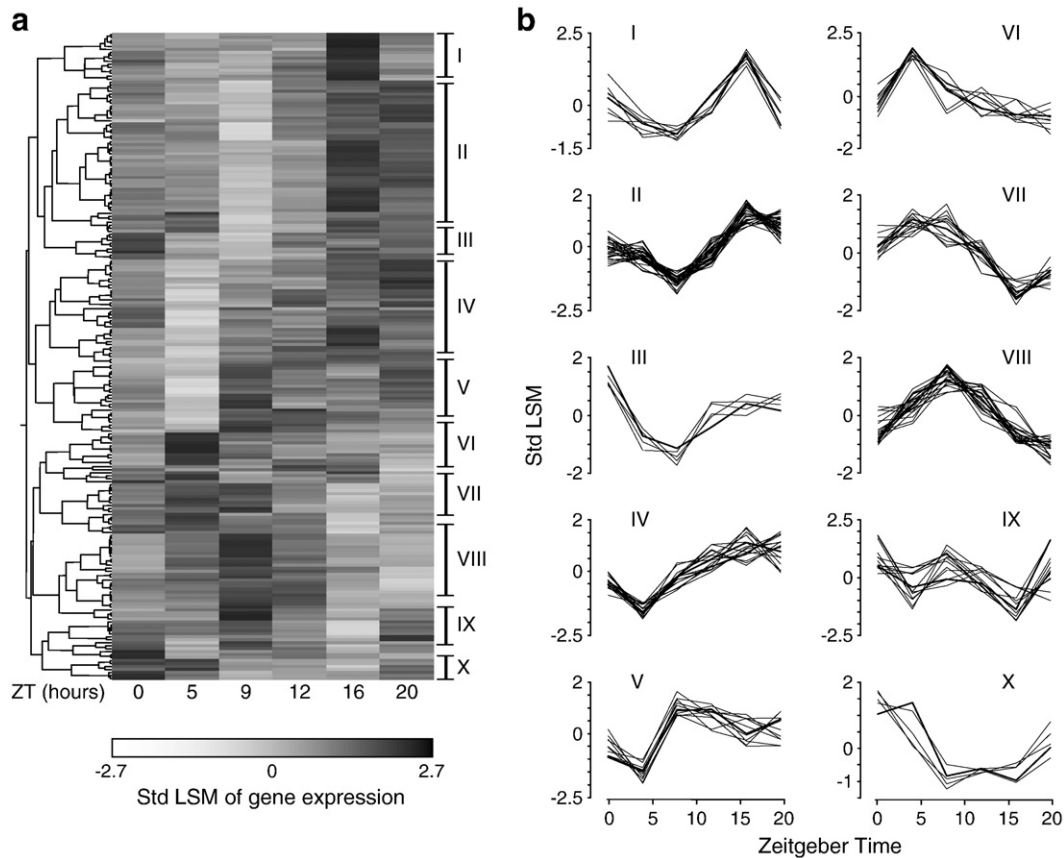 a
I
II
III
IV
V
VI
VII
VIII
IX
X
ZT (hours) 0 5 9 12 16 20
-2.7 0 2.7
Std LSM of gene expression
b
I
2.5
0
-1.5
II
2
0
-2.5
III
2
0
-2
IV
2
0
-2.5
V
2
0
-2.5
0 5 10 15 20
VI
2.5
0
-2
VII
2
0
-2
VIII
2
0
-2
IX
2.5
0
-2.5
X
2
0
-1
0 5 10 15 20
Std LSM
Zeitgeber Time